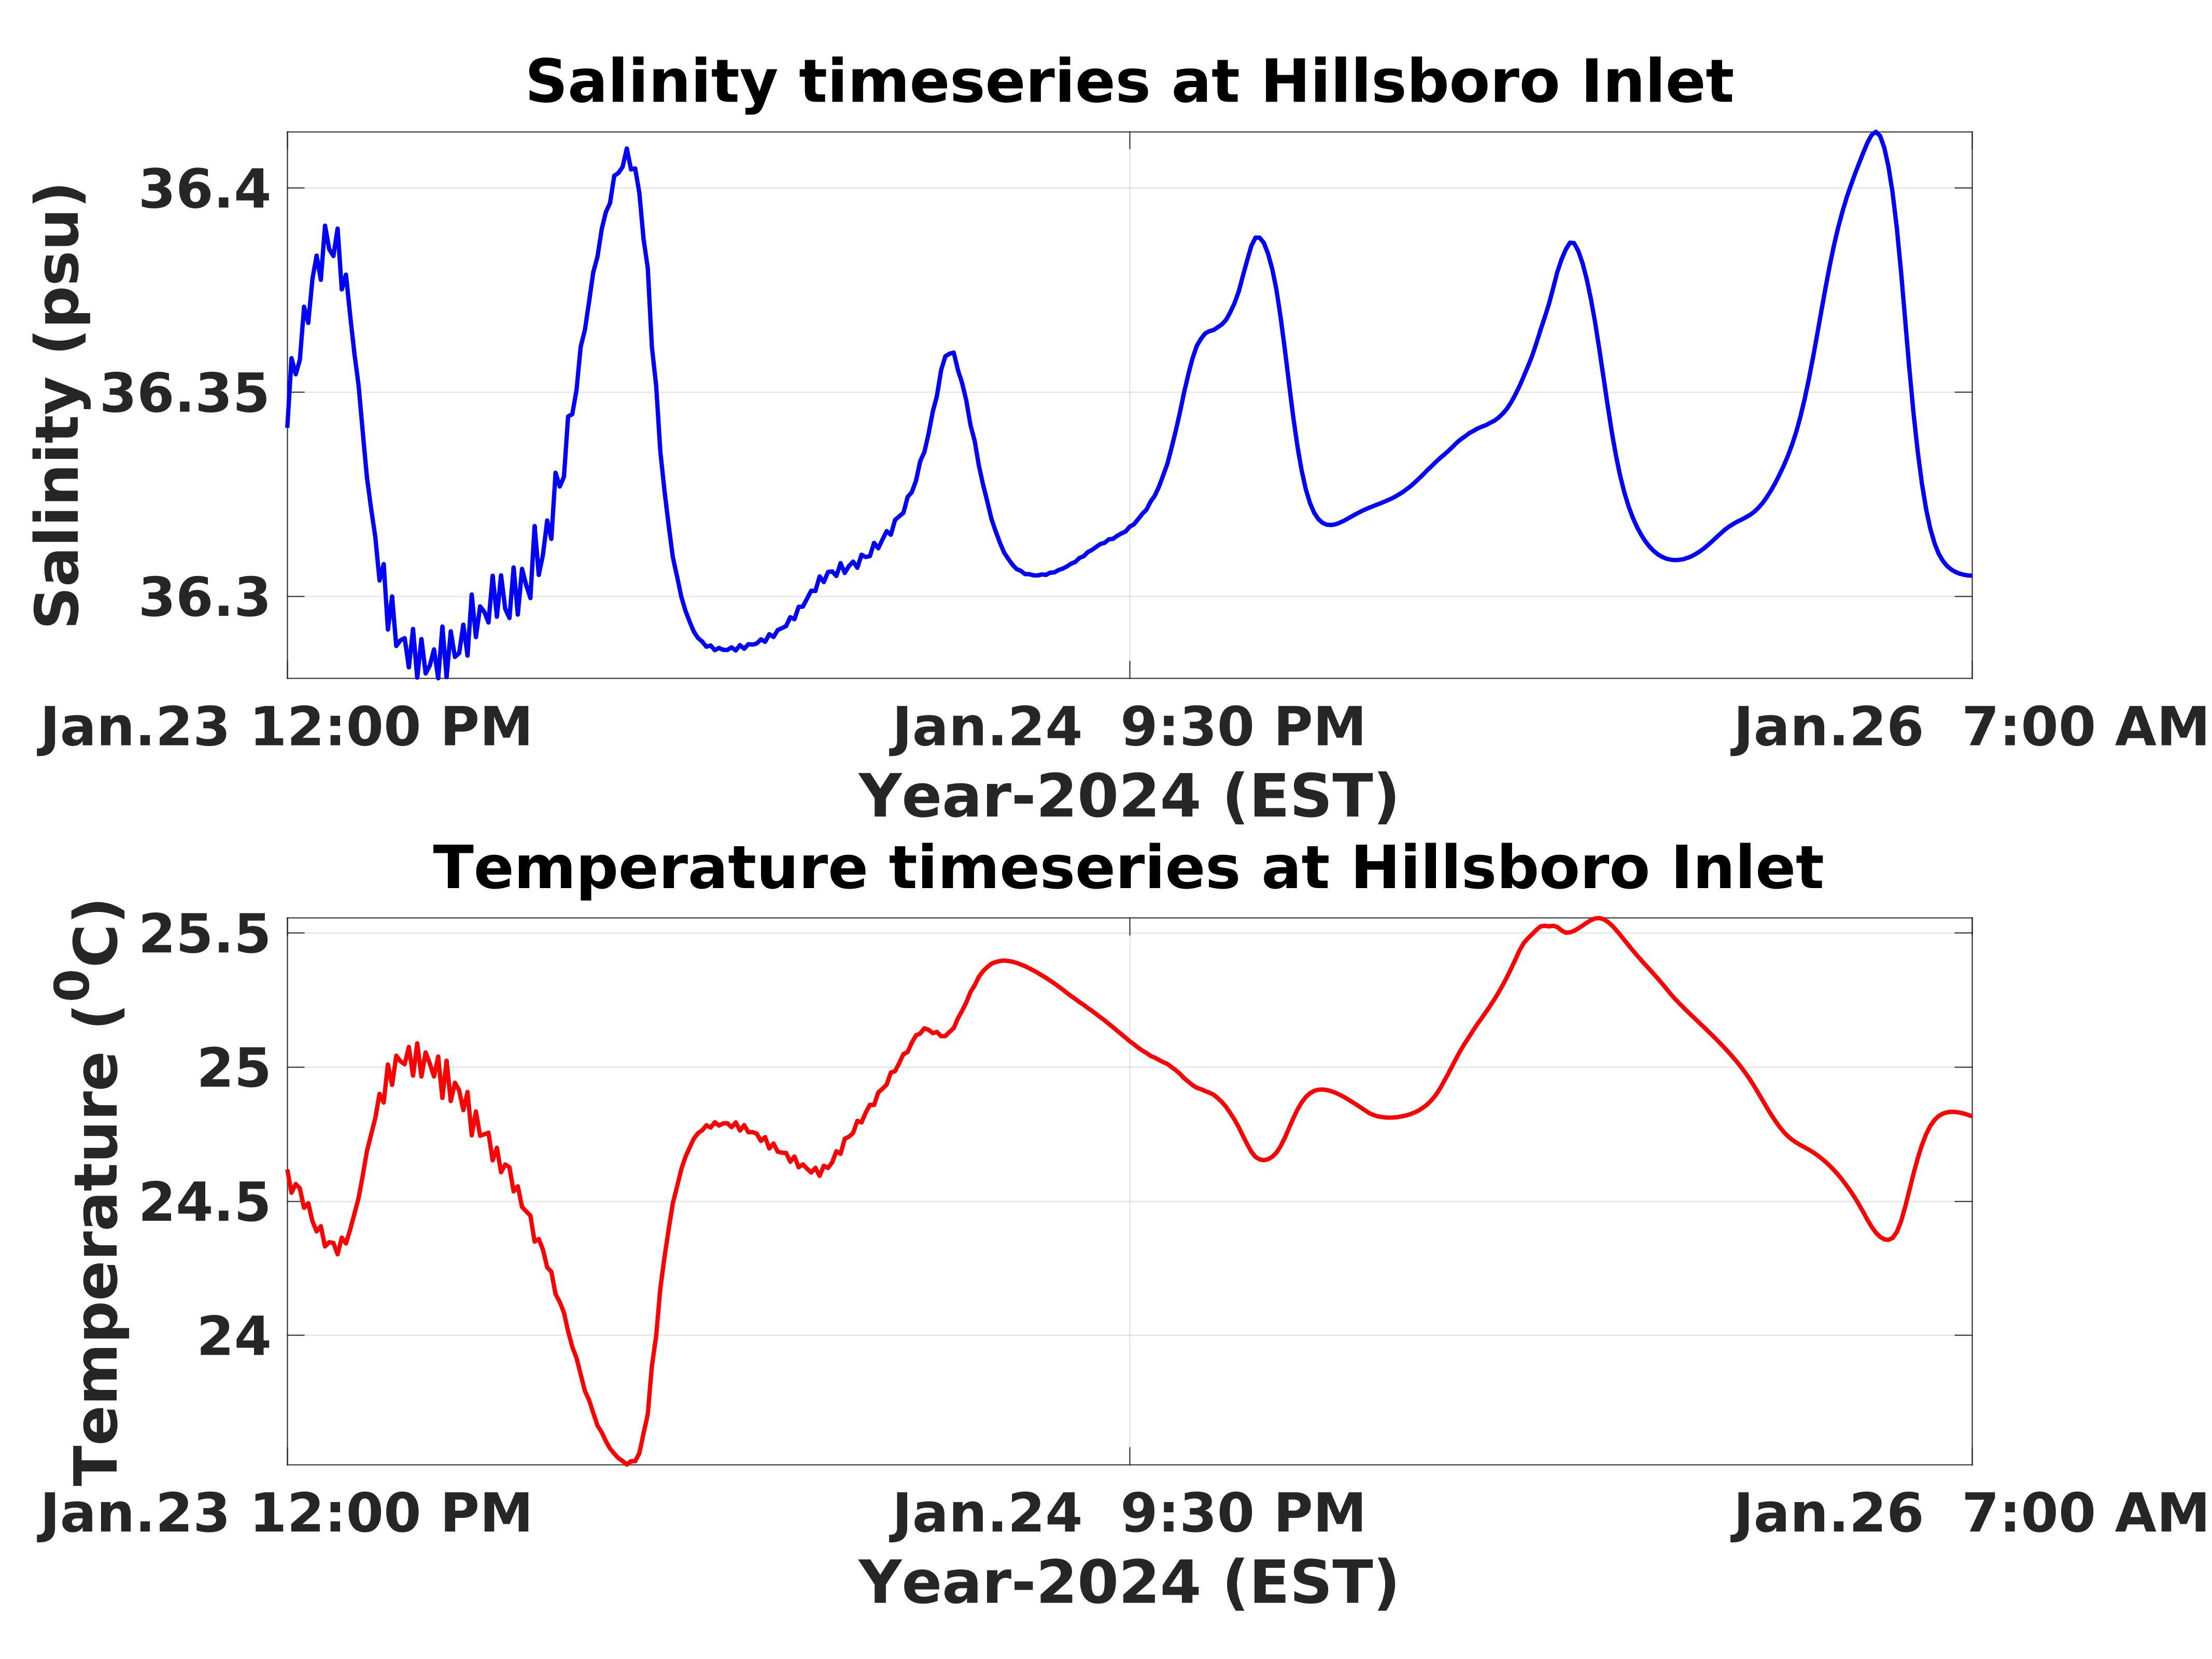 Salinity timeseries at Hillsboro Inlet
Salinity (psu)
36.4
36.35
36.3
Jan.23 12:00 PM Jan.24  9:30 PM Jan.26  7:00 AM
Year-2024 (EST)
Temperature timeseries at Hillsboro Inlet
Temperature (⁰C)
25.5
25
24.5
24
Jan.23 12:00 PM Jan.24  9:30 PM Jan.26  7:00 AM
Year-2024 (EST)